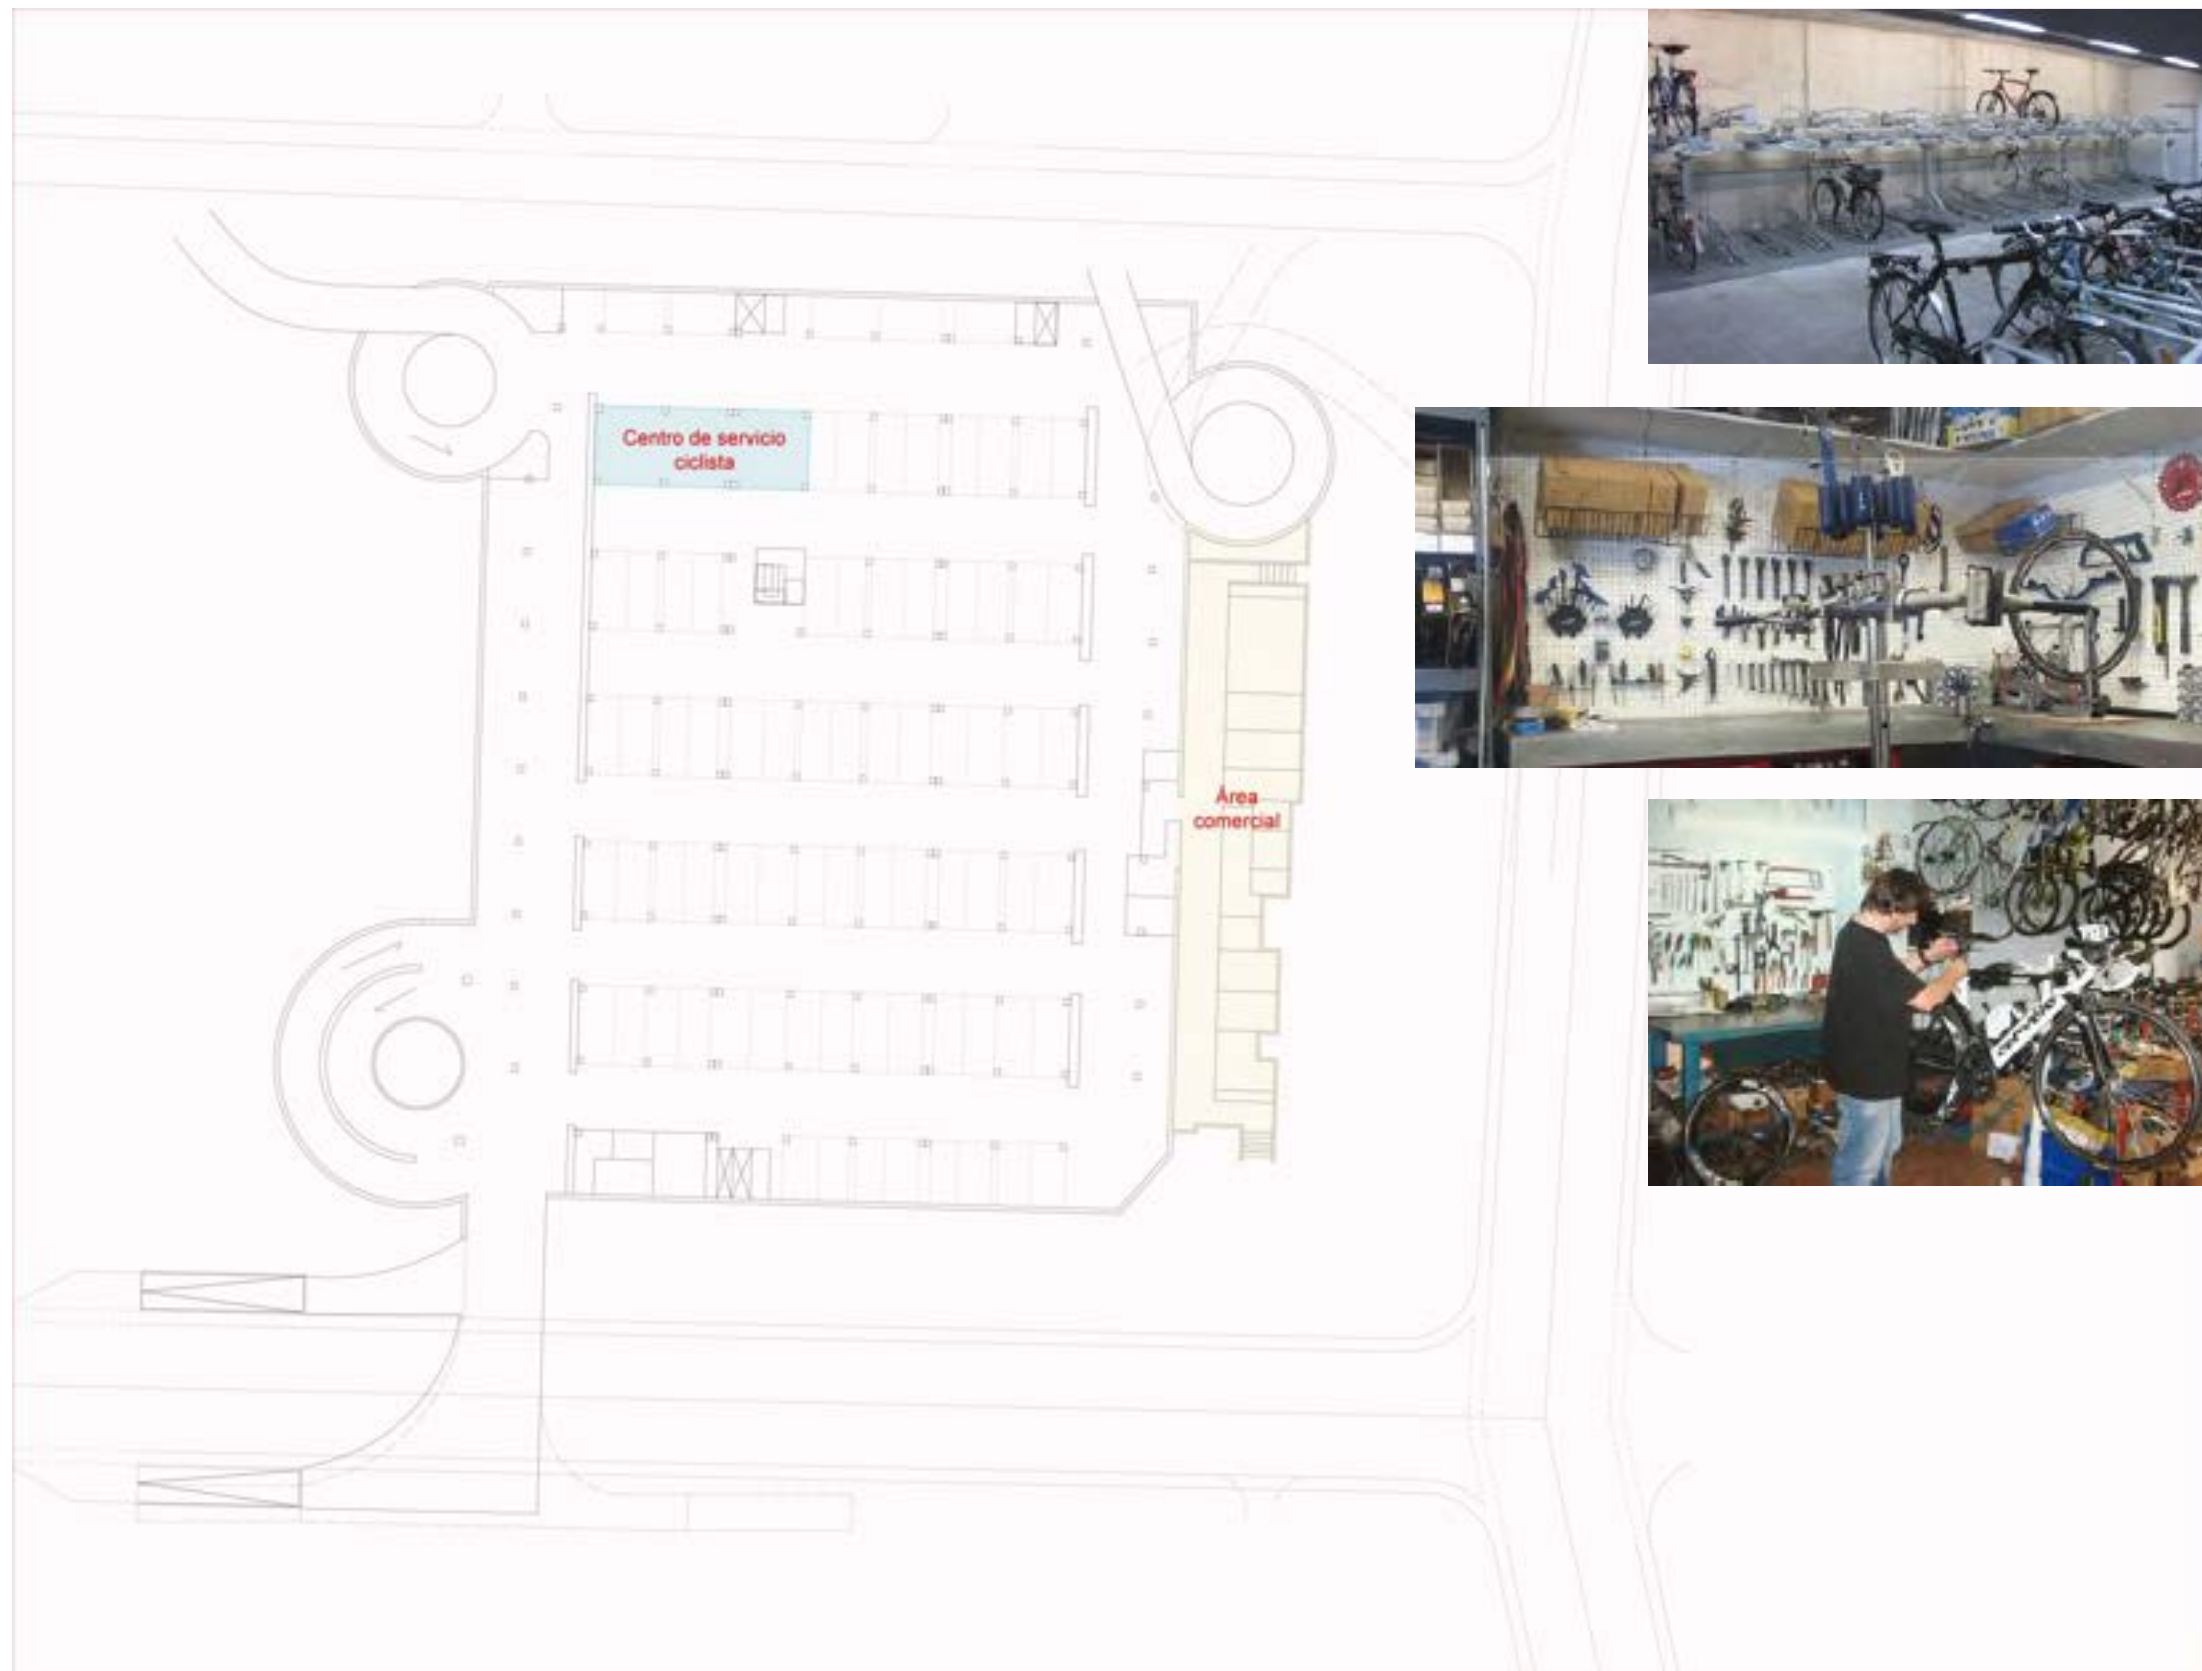 Centro de servicio
ciclista
Área
comercial